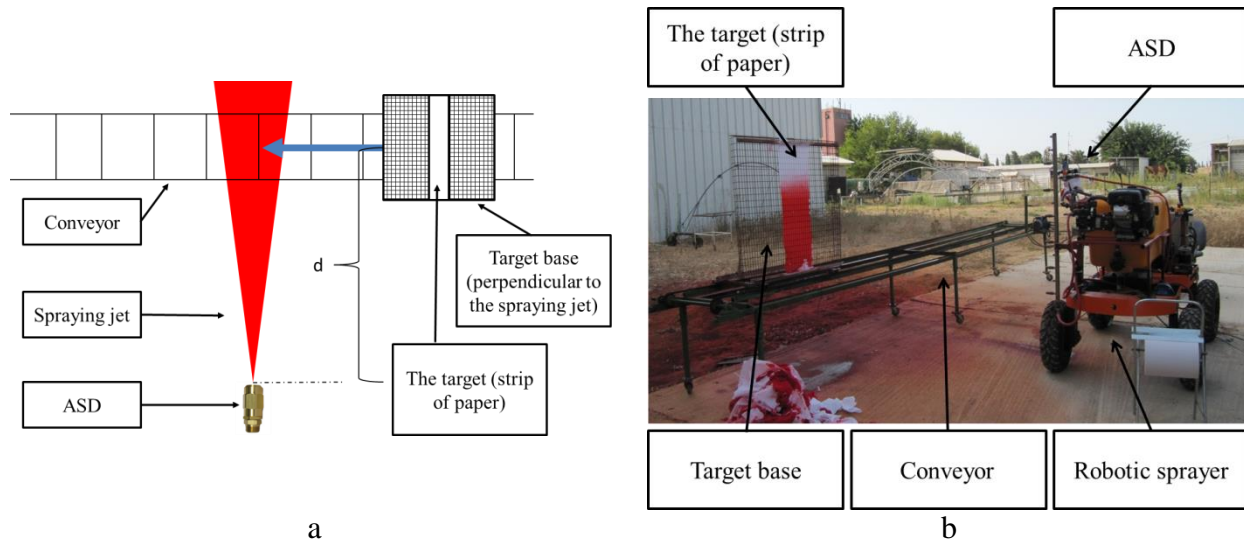 Conveyor
Spraying jet
ASD
d
Target base
(perpendicular to
the spraying jet)
The target (strip
of paper)
a
The target (strip
of paper)
ASD
Target base
Conveyor
Robotic sprayer
b